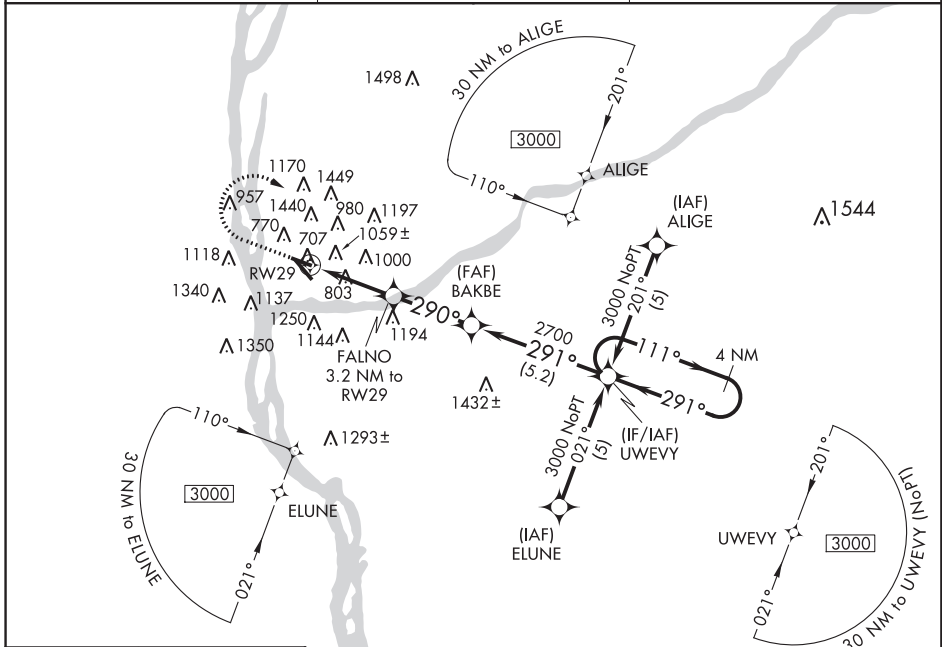 30 NM to ALIGE
201°
3000
110°
ALIGE
1498
(IAF)
ALIGE
1544
1170
1449
957
1440
980
1197
770
1059±
707
1118
1000
RW29
803
1340
1137
1250
1144
1350
1194
FALNO
3.2 NM to
RW29
(FAF)
BAKBE
290°
2700
291°
(5.2)
3000 NoPT
201°
(5)
111°
4 NM
291°
(IF/IAF)
UWEVY
1432±
3000 NoPT
021°
(5)
(IAF)
ELUNE
1293±
110°
3000
ELUNE
021°
30 NM to ELUNE
201°
UWEVY
3000
021°
30 NM to UWEVY (NoPT)